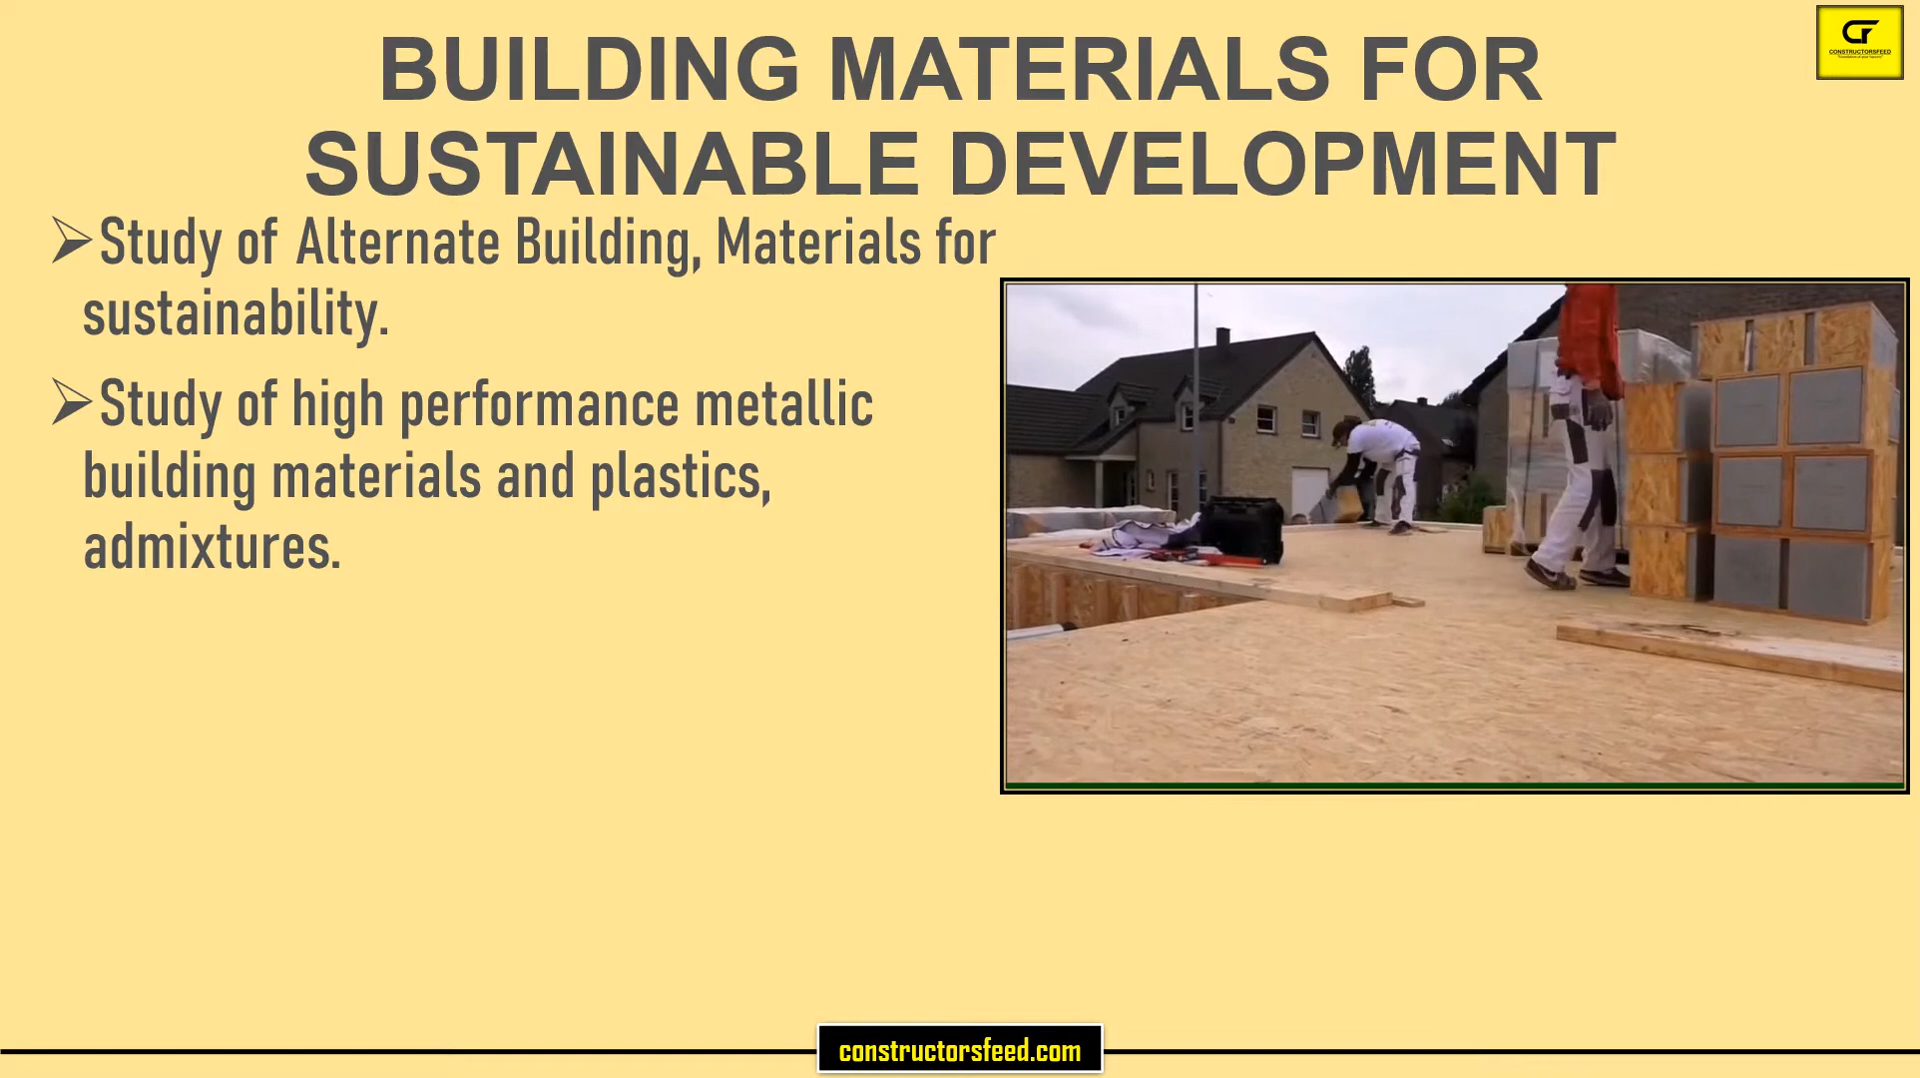 BUILDING MATERIALS FOR
SUSTAINABLE DEVELOPMENT
CONSTRUCTORSFEED
Study of Alternate Building, Materials for
sustainability.
Study of high performance metallic
building materials and plastics,
admixtures.
constructorsfeed.com